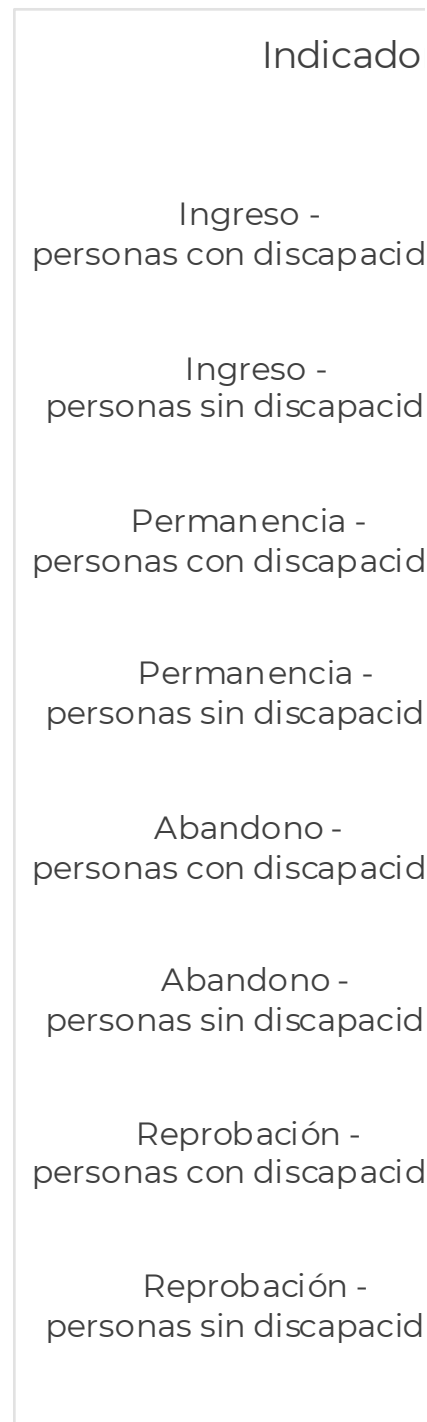 Indicado
Ingreso -
personas con discapacid
Ingreso -
personas sin discapacid
Permanencia -
personas con discapacid
Permanencia -
personas sin discapacid
Abandono -
personas con discapacid
Abandono -
personas sin discapacid
Reprobación -
personas con discapacid
Reprobación -
personas sin discapacid